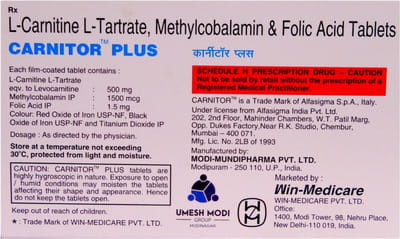 Rx
L-Carnitine L-Tartrate, Methylcobalamin & Folic Acid Tablets
CARNITOR™ PLUS
कार्नीटॉर प्लस
Each film-coated tablet contains :
L-Carnitine L-Tartrate
eqv. to Levocarnitine : 500 mg
Methylcobalamin IP : 1500 mcg
Folic Acid IP : 1.5 mg
Colour: Red Oxide of Iron USP-NF, Black
Oxide of Iron USP-NF and Titanium Dioxide IP
Dosage : As directed by the physician.
Store at a temperature not exceeding
30°C, protected from light and moisture.
CAUTION: CARNITOR™ PLUS tablets are
highly hygroscopic in nature. Exposure to open
/ humid conditions may moisten the tablets
affecting their shape and appearance. Hence
do not keep the tablets open.
Keep out of reach of children.
★: Trade Mark of WIN-MEDICARE PVT. LTD.
SCHEDULE H PRESCRIPTION DRUG – CAUTION
Not to be sold by retail without the prescription of a
Registered Medical Practitioner.
CARNITOR™ is a Trade Mark of Alfasigma S.p.A., Italy.
Under license from Alfasigma India Pvt. Ltd.
202, 2nd Floor, Mahinder Chambers, W.T. Patil Marg,
Opp. Dukes Factory,Near R.K. Studio, Chembur,
Mumbai – 400 071.
Mfg. Lic. No. 2LB of 1993
Manufactured by:
MODI-MUNDIPHARMA PVT. LTD.
Modipuram - 250 110, U.P., India.
UMESH MODI
GROUP
MODINAGAR
Marketed by :
Win-Medicare
WIN-MEDICARE PVT. LTD.
Office:
1400, Modi Tower, 98, Nehru Place,
New Delhi-110 019, India.